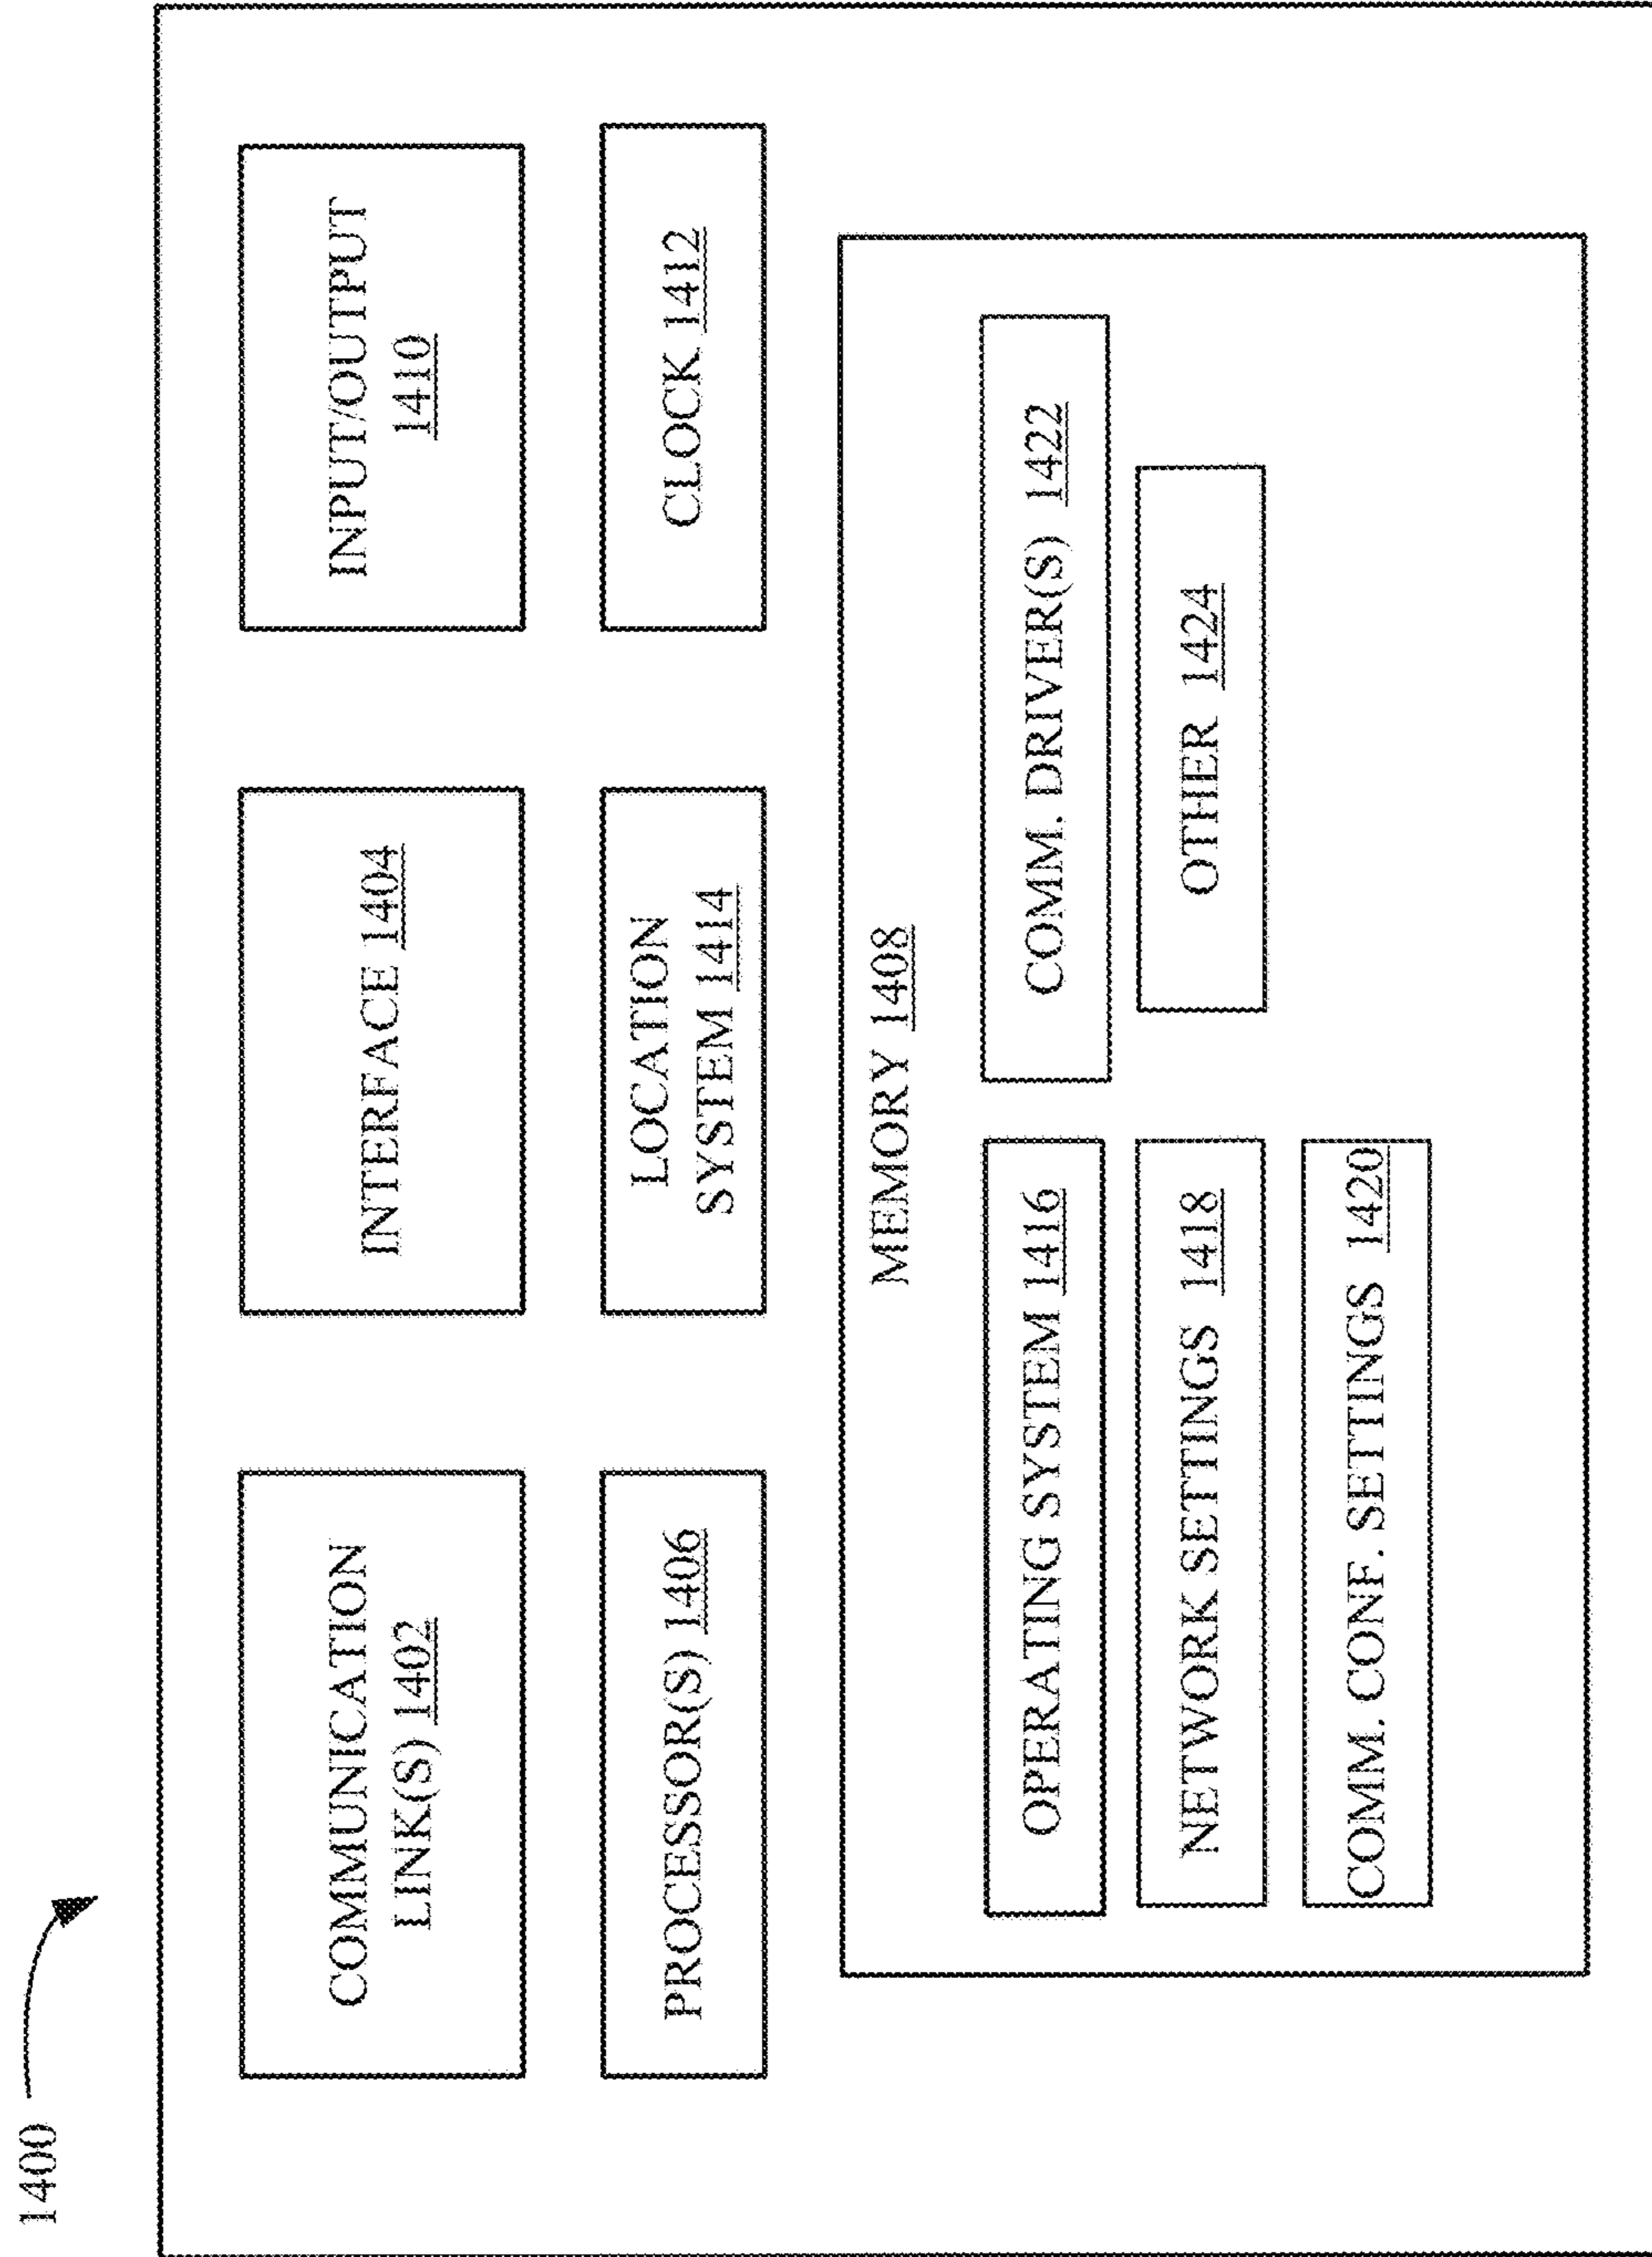 1400
COMMUNICATION
LINK(S) 1402
INTERFACE 1404
INPUT/OUTPUT
1410
PROCESSOR(S) 1406
LOCATION
SYSTEM 1414
CLOCK 1412
MEMORY 1408
OPERATING SYSTEM 1416
COMM. DRIVER(S) 1422
NETWORK SETTINGS 1418
OTHER 1424
COMM. CONF. SETTINGS 1420